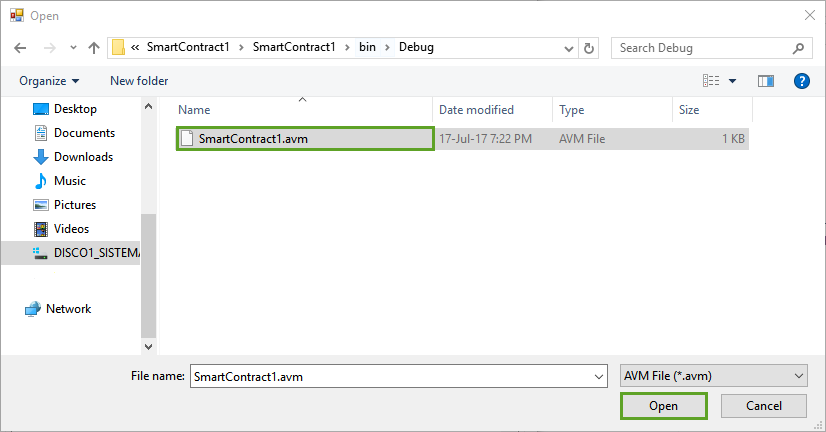 Open
« SmartContract1 > SmartContract1 > bin > Debug
Search Debug
Organize
New folder
Name
Date modified
Type
Size
Desktop
Documents
Downloads
Music
Pictures
Videos
DISCO1_SISTEMA
Network
SmartContract1.avm 17-Jul-17 7:22 PM AVM File 1 KB
File name: SmartContract1.avm
AVM File (*.avm)
Open
Cancel